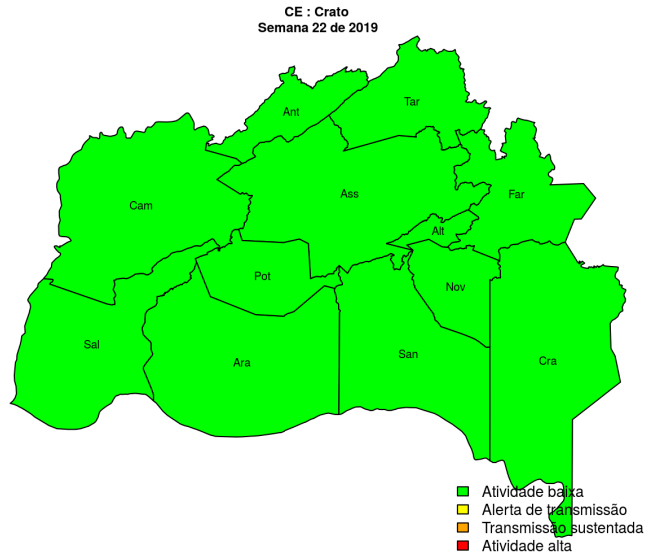 CE : Crato
Semana 22 de 2019
Tar
Ant
Ass
Far
Cam
Alt
Pot
Nov
Sal
San
Ara
Cra
Atividade baixa
Alerta de transmissão
Transmissão sustentada
Atividade alta